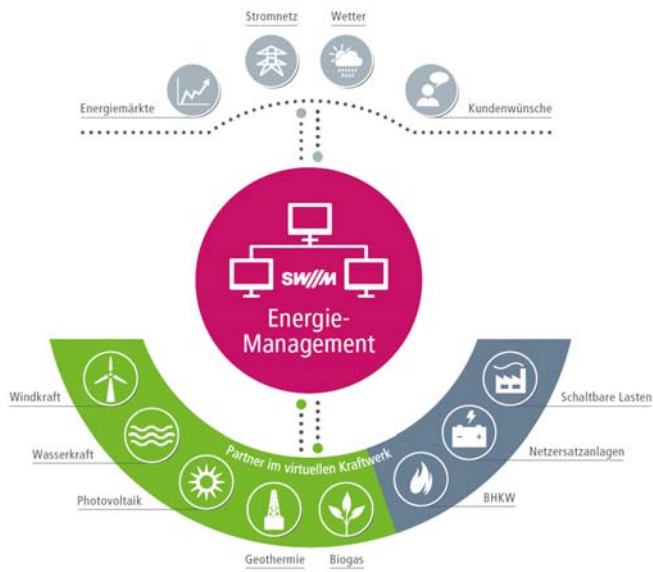 Stromnetz
Wetter
Energiemärkte
Kundenwünsche
SW//M
Energie-
Management
Windkraft
Schaltbare Lasten
Wasserkraft
Partner im virtuellen Kraftwerk
Netzersatzanlagen
Photovoltaik
BHKW
Geothermie
Biogas